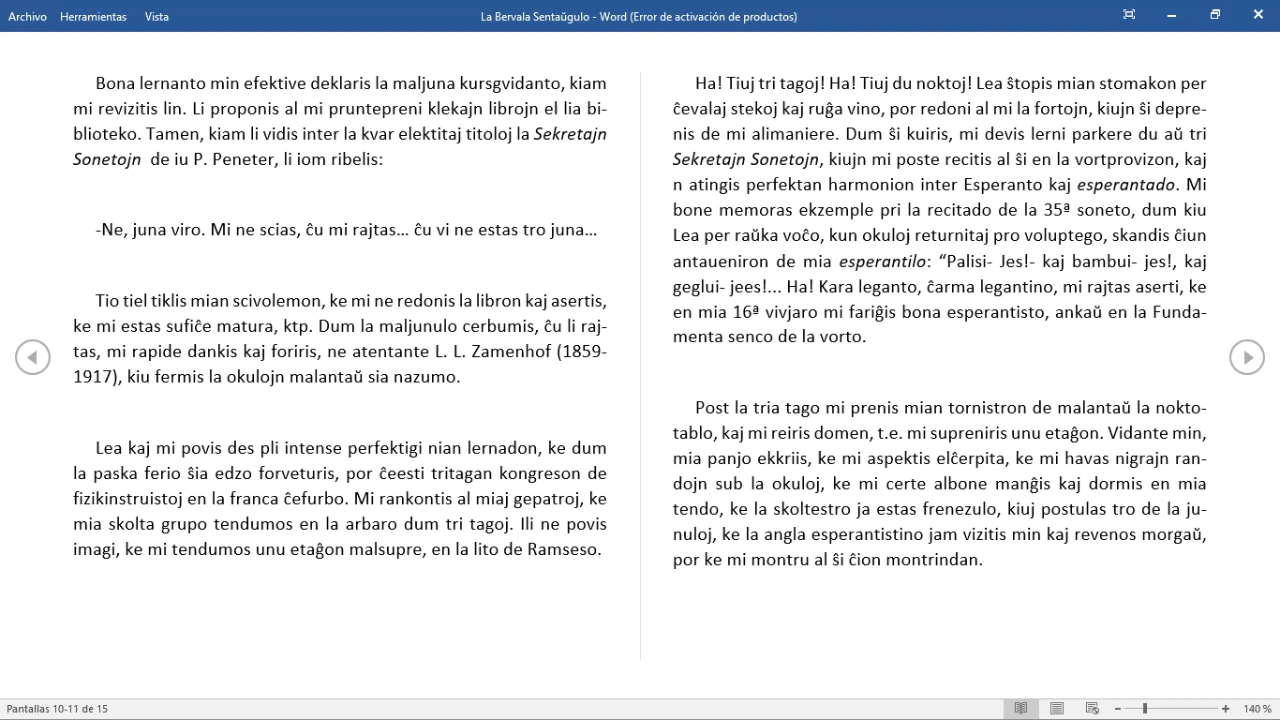 Archivo Herramientas Vista La Bervala Sentaŭgulo - Word (Error de activación de productos)
Bona lernanto min efektive deklaris la maljuna kursgvidanto, kiam
mi revizitis lin. Li proponis al mi pruntepreni klekajn librojn el lia bi-
blioteko. Tamen, kiam li vidis inter la kvar elektitaj titoloj la Sekretajn
Sonetojn de iu P. Peneter, li iom ribelis:
-Ne, juna viro. Mi ne scias, ĉu mi rajtas... ĉu vi ne estas tro juna...
Tio tiel tiklis mian scivolemon, ke mi ne redonis la libron kaj asertis,
ke mi estas sufiĉe matura, ktp. Dum la maljunulo cerbumis, ĉu li raj-
tas, mi rapide dankis kaj foriris, ne atentante L. L. Zamenhof (1859-
1917), kiu fermis la okulojn malantaŭ sia nazumo.
Lea kaj mi povis des pli intense perfektigi nian lernadon, ke dum
la paska ferio ŝia edzo forveturis, por ĉeesti tritagan kongreson de
fizikinstruistoj en la franca ĉefurbo. Mi rankontis al miaj gepatroj, ke
mia skolta grupo tendumos en la arbaro dum tri tagoj. Ili ne povis
imagi, ke mi tendumos unu etaĝon malsupre, en la lito de Ramseso.
Ha! Tiuj tri tagoj! Ha! Tiuj du noktoj! Lea ŝtopis mian stomakon per
ĉevalaj stekoj kaj ruĝa vino, por redoni al mi la fortojn, kiujn ŝi depre-
nis de mi alimaniere. Dum ŝi kuiris, mi devis lerni parkere du aŭ tri
Sekretajn Sonetojn, kiujn mi poste recitis al ŝi en la vortprovizon, kaj
n atingis perfektan harmonion inter Esperanto kaj esperantado. Mi
bone memoras ekzemple pri la recitado de la 35ª soneto, dum kiu
Lea per raŭka voĉo, kun okuloj returnitaj pro voluptego, skandis ĉiun
antaueniron de mia esperantilo: “Palisi- Jes!- kaj bambui- jes!, kaj
geglui- jees!... Ha! Kara leganto, ĉarma legantino, mi rajtas aserti, ke
en mia 16ª vivjaro mi fariĝis bona esperantisto, ankaŭ en la Funda-
menta senco de la vorto.
Post la tria tago mi prenis mian tornistron de malantaŭ la nokto-
tablo, kaj mi reiris domen, t.e. mi supreniris unu etaĝon. Vidante min,
mia panjo ekkriis, ke mi aspektis elĉerpita, ke mi havas nigrajn ran-
dojn sub la okuloj, ke mi certe albone manĝis kaj dormis en mia
tendo, ke la skoltestro ja estas frenezulo, kiuj postulas tro de la ju-
nuloj, ke la angla esperantistino jam vizitis min kaj revenos morgaŭ,
por ke mi montru al ŝi ĉion montrindan.
Pantallas 10-11 de 15 140 %